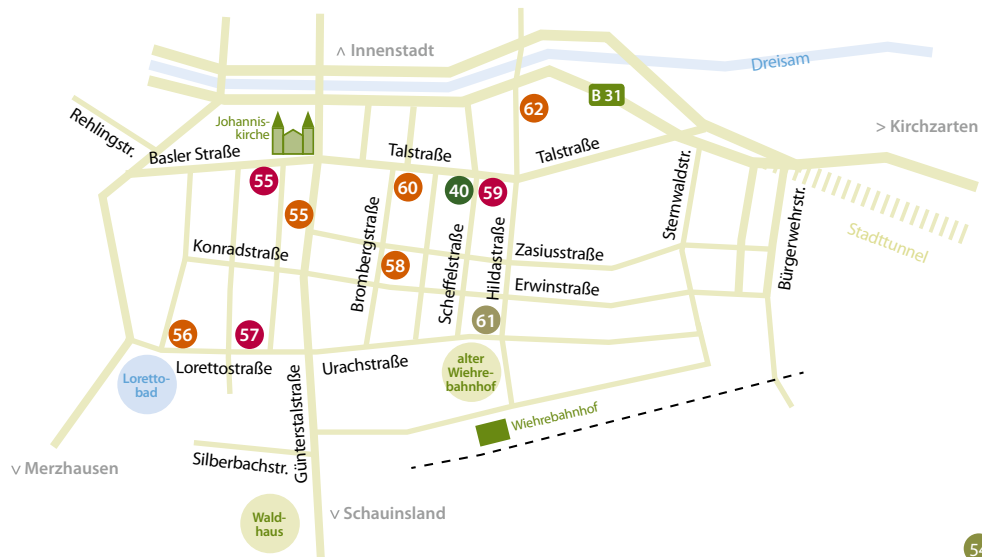 ˄ Innenstadt
Dreisam
B 31
62
> Kirchzarten
Rehlingstr.
Johannis-
kirche
Basler Straße
Talstraße
Talstraße
55
60
40
59
55
Sternwaldstr.
Bürgerwehrstr.
Stadttunnel
Konradstraße
Brombergstraße
58
Scheffelstraße
Hildastraße
Zasiusstraße
Erwinstraße
56
57
61
Lorettostraße
Urachstraße
alter
Wiehre-
bahnhof
Loretto-
bad
Günterstalstraße
Wiehrebahnhof
˅ Merzhausen
Silberbachstr.
Wald-
haus
˅ Schauinsland
54